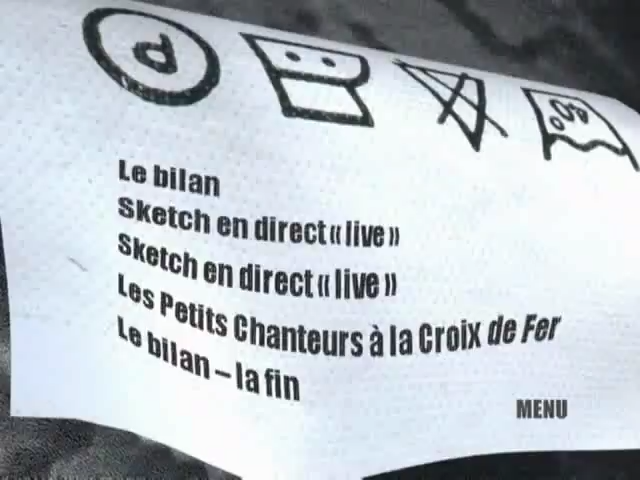 P
Le bilan
Sketch en direct « live »
Sketch en direct « live »
Les Petits Chanteurs à la Croix de Fer
Le bilan – la fin
MENU